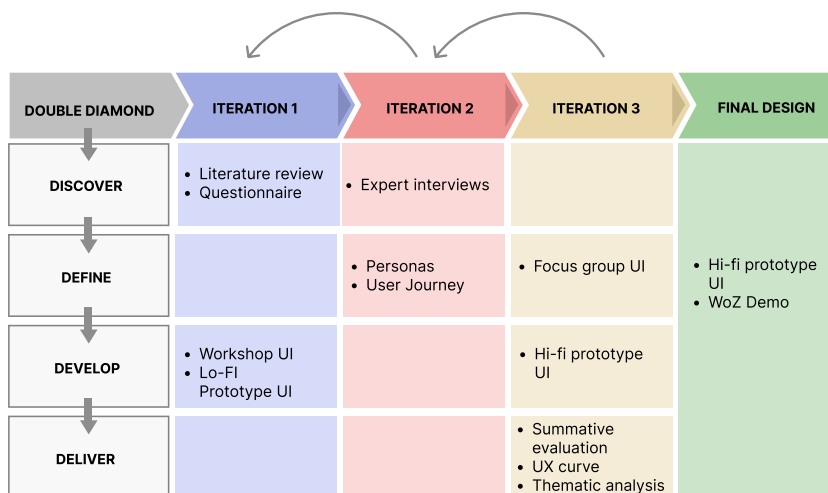 DOUBLE DIAMOND
ITERATION 1
ITERATION 2
ITERATION 3
FINAL DESIGN
DISCOVER
• Literature review
• Questionnaire
• Expert interviews
DEFINE
• Personas
• User Journey
• Focus group UI
• Hi-fi prototype
UI
• WoZ Demo
DEVELOP
• Workshop UI
• Lo-FI
Prototype UI
• Hi-fi prototype
UI
DELIVER
• Summative
evaluation
• UX curve
• Thematic analysis